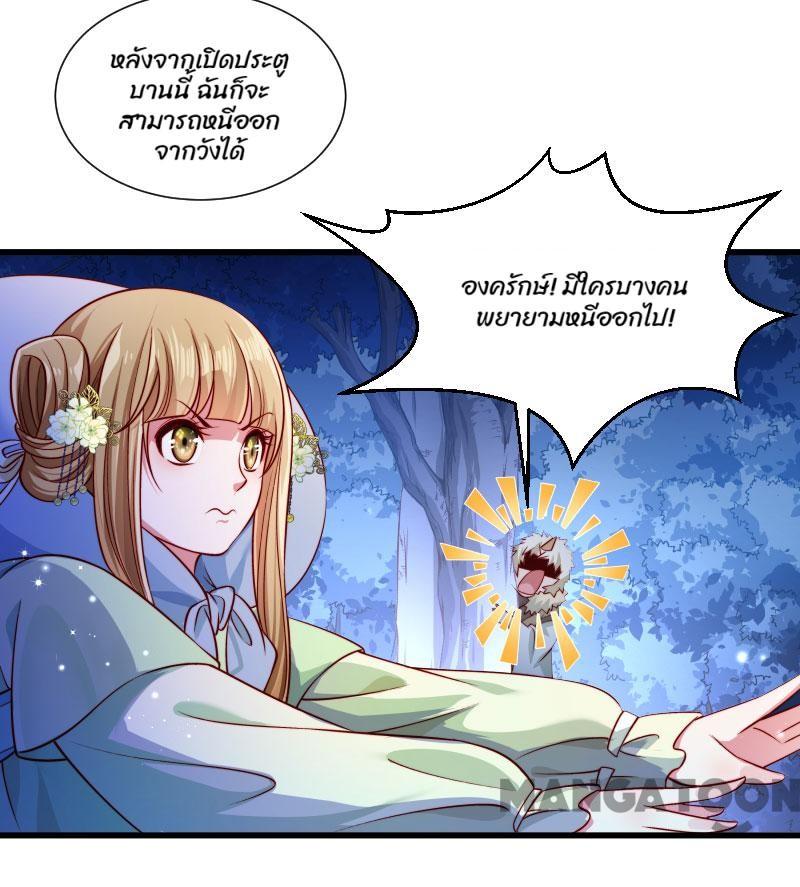 หลังจากเปิดประตู
บานนี้ ฉันก็จะ
สามารถหนีออก
จากวังได้
องครักษ์! มีใครบางคน
พยายามหนีออกไป!
MANGATOON